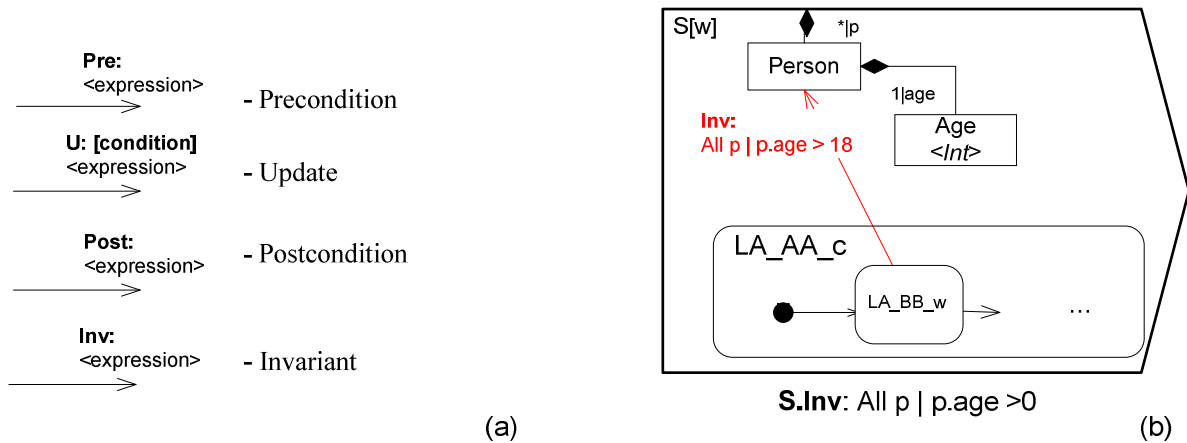 Pre:
<expression>
- Precondition
U: [condition]
<expression>
- Update
Post:
<expression>
- Postcondition
Inv:
<expression>
- Invariant
(a)
S[w]
*|p
Person
1|age
Age
<Int>
Inv:
All p | p.age > 18
LA_AA_c
LA_BB_w
...
S.Inv: All p | p.age >0
(b)